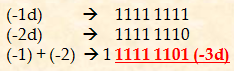 (-1d) → 1111 1111
(-2d) → 1111 1110
(-1) + (-2) → 1 1111 1101 (-3d)